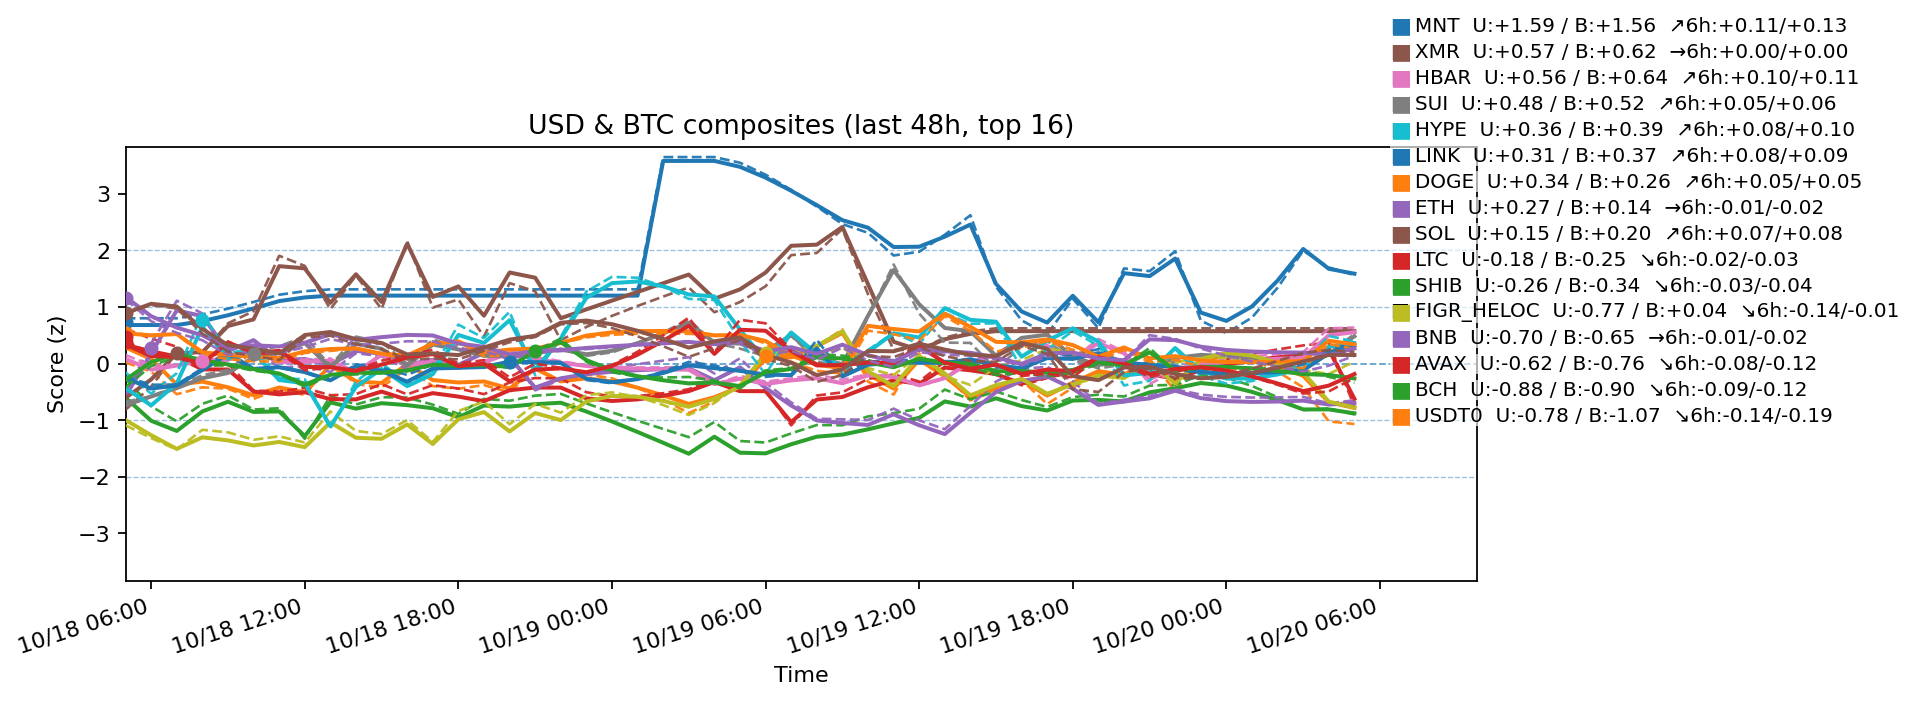 MNT U:+1.59 / B:+1.56 ↗6h:+0.11/+0.13
XMR U:+0.57 / B:+0.62 →6h:+0.00/+0.00
HBAR U:+0.56 / B:+0.64 ↗6h:+0.10/+0.11
SUI U:+0.48 / B:+0.52 ↗6h:+0.05/+0.06
HYPE U:+0.36 / B:+0.39 ↗6h:+0.08/+0.10
LINK U:+0.31 / B:+0.37 ↗6h:+0.08/+0.09
DOGE U:+0.34 / B:+0.26 ↗6h:+0.05/+0.05
ETH U:+0.27 / B:+0.14 →6h:-0.01/-0.02
SOL U:+0.15 / B:+0.20 ↗6h:+0.07/+0.08
LTC U:-0.18 / B:-0.25 ↘6h:-0.02/-0.03
SHIB U:-0.26 / B:-0.34 ↘6h:-0.03/-0.04
FIGR_HELOC U:-0.77 / B:+0.04 ↘6h:-0.14/-0.01
BNB U:-0.70 / B:-0.65 →6h:-0.01/-0.02
AVAX U:-0.62 / B:-0.76 ↘6h:-0.08/-0.12
BCH U:-0.88 / B:-0.90 ↘6h:-0.09/-0.12
USDT0 U:-0.78 / B:-1.07 ↘6h:-0.14/-0.19
USD & BTC composites (last 48h, top 16)
Score (z)
3
2
1
0
−1
−2
−3
10/18 06:00
10/18 12:00
10/18 18:00
10/19 00:00
10/19 06:00
10/19 12:00
10/19 18:00
10/20 00:00
10/20 06:00
Time